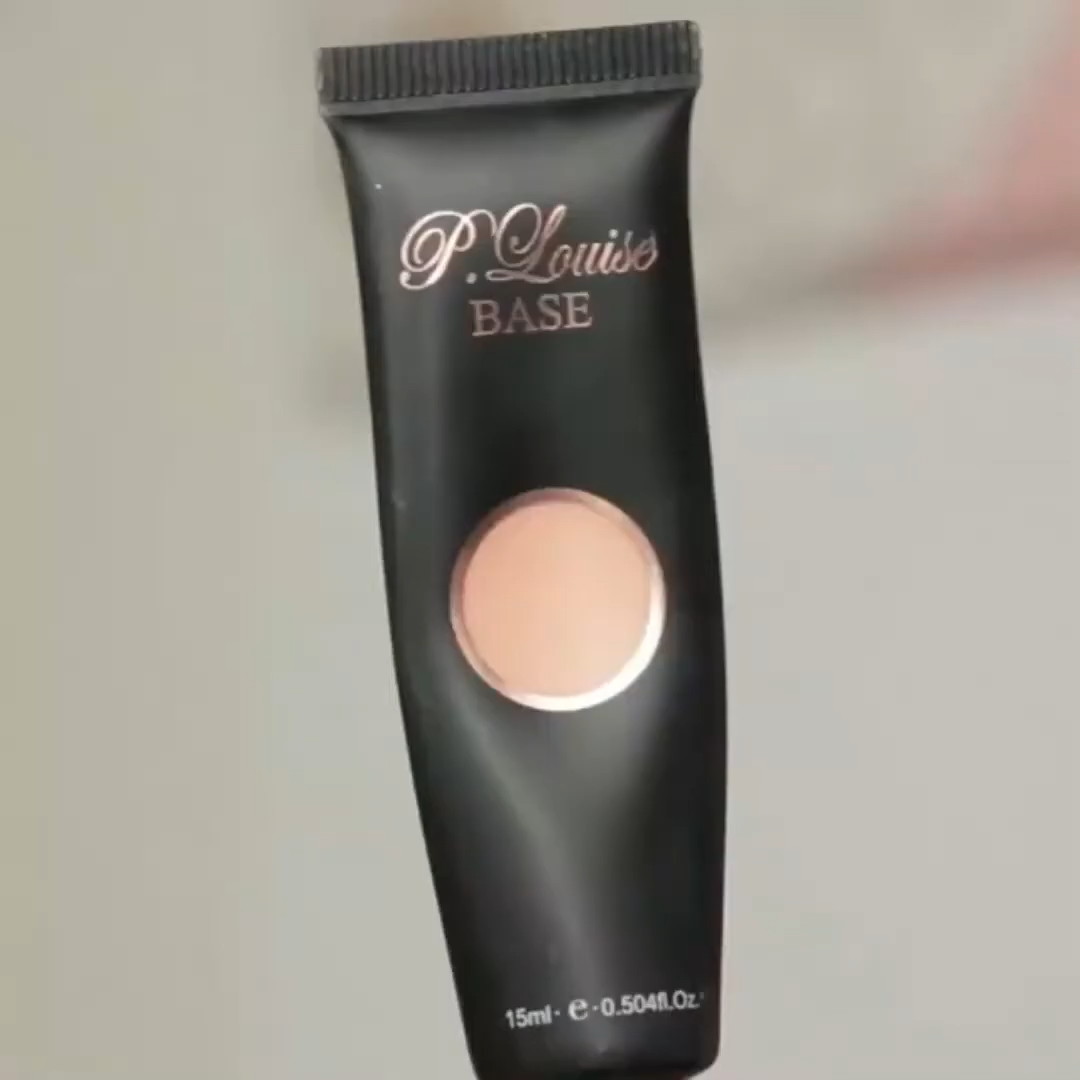 P. Louise
BASE
15ml · ℮ · 0.504fl.Oz.